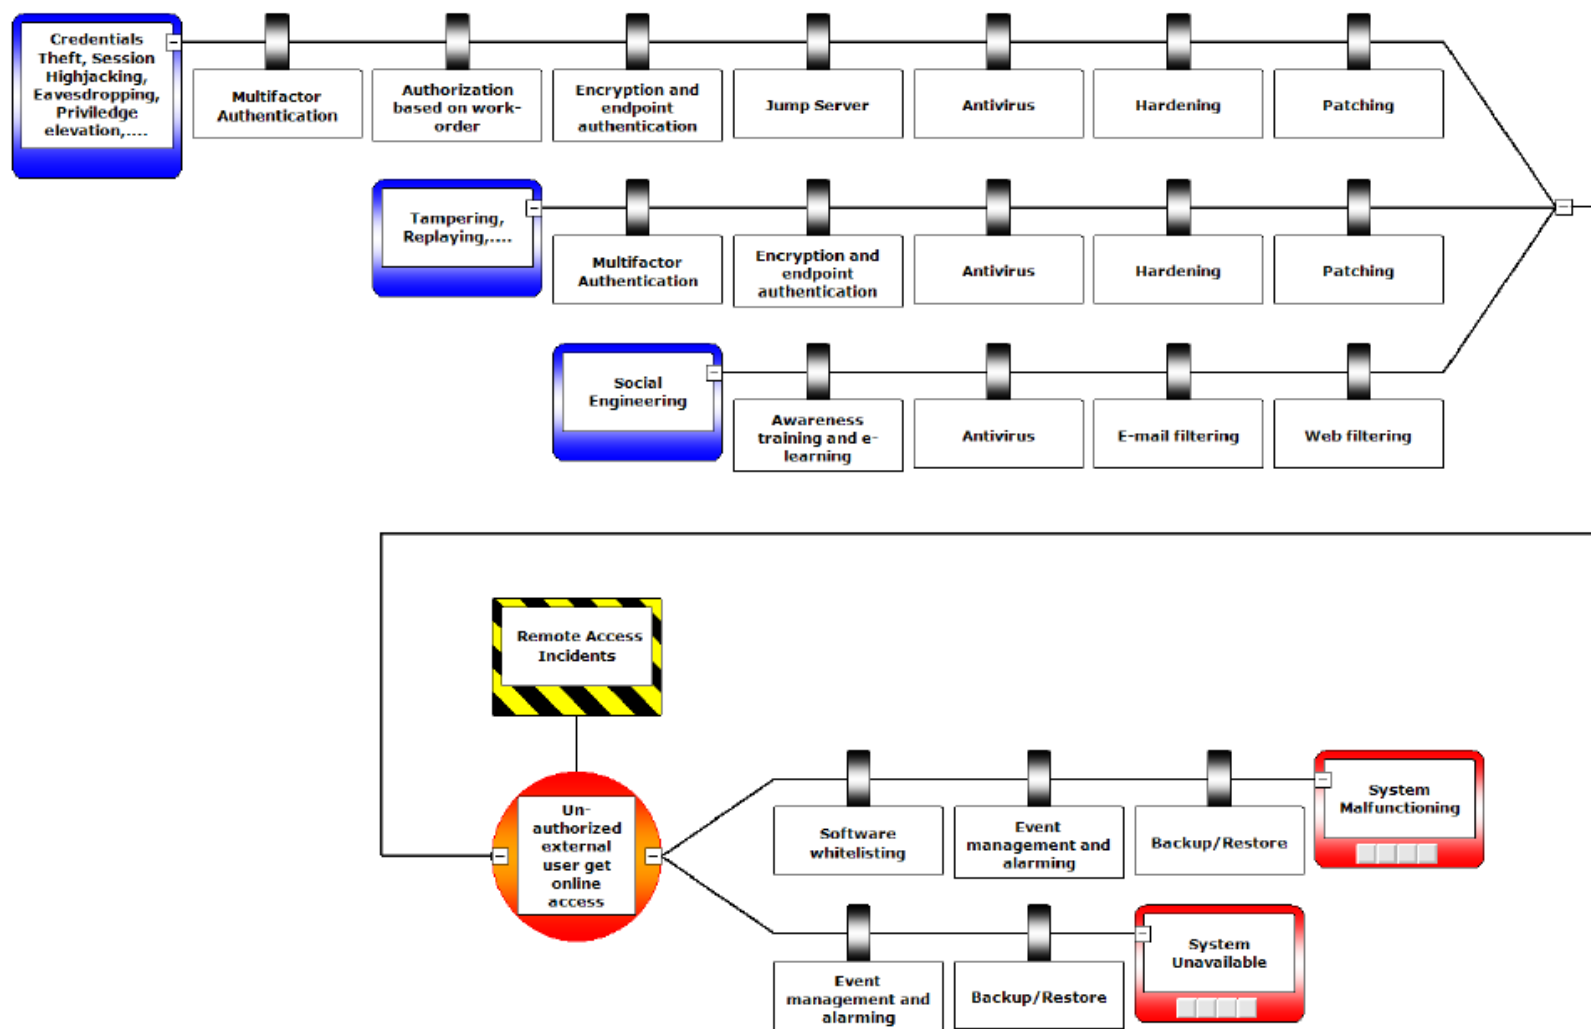 Credentials
Theft, Session
Highjacking,
Eavesdropping,
Priviledge
elevation,....
Multifactor
Authentication
Authorization
based on work-
order
Encryption and
endpoint
authentication
Jump Server
Antivirus
Hardening
Patching
Tampering,
Replaying,....
Multifactor
Authentication
Encryption and
endpoint
authentication
Antivirus
Hardening
Patching
Social
Engineering
Awareness
training and e-
learning
Antivirus
E-mail filtering
Web filtering
Remote Access
Incidents
Un-
authorized
external
user get
online
access
Software
whitelisting
Event
management and
alarming
Backup/Restore
System
Malfunctioning
Event
management and
alarming
Backup/Restore
System
Unavailable